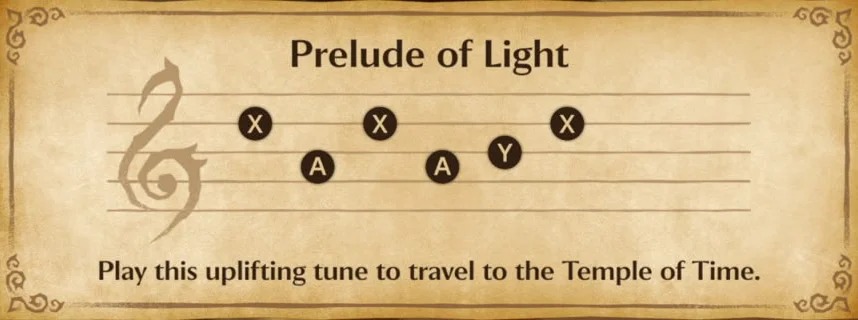 Prelude of Light
X A X A Y X
Play this uplifting tune to travel to the Temple of Time.